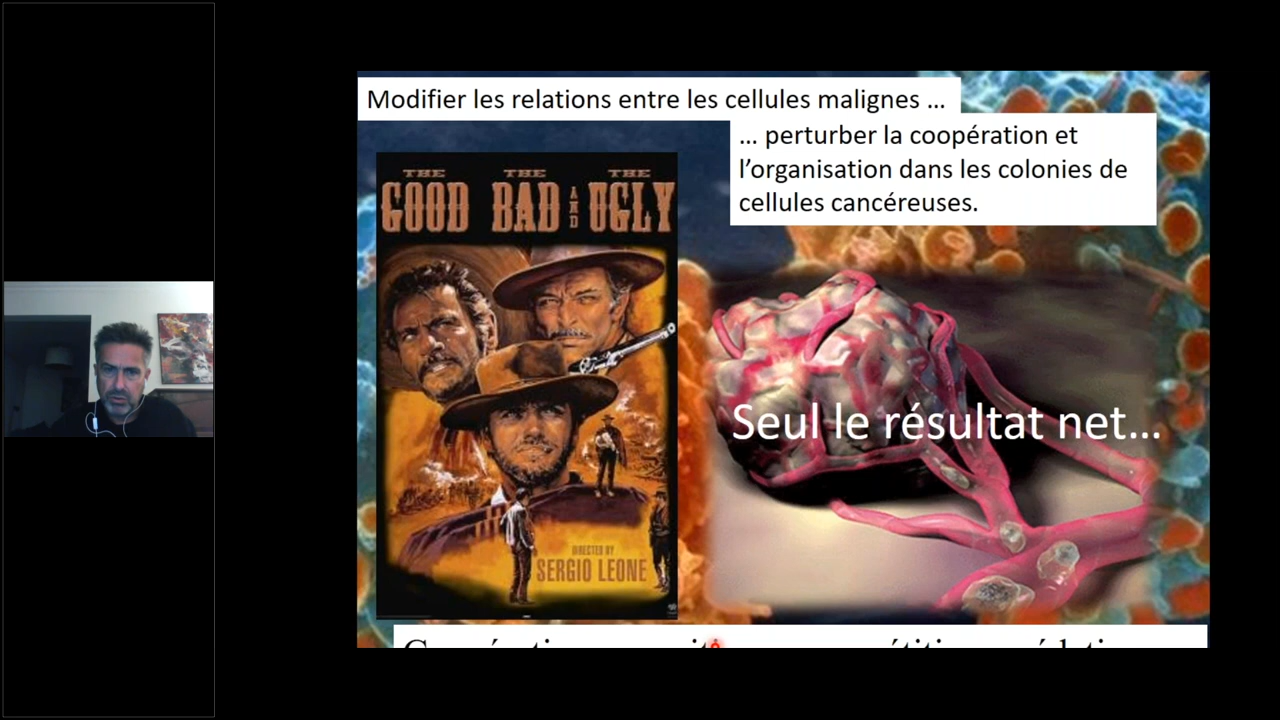 Modifier les relations entre les cellules malignes ...
... perturber la coopération et
l'organisation dans les colonies de
cellules cancéreuses.
THE THE THE
GOOD BAD AND UGLY
Seul le résultat net...
DIRECTED BY
SERGIO LEONE